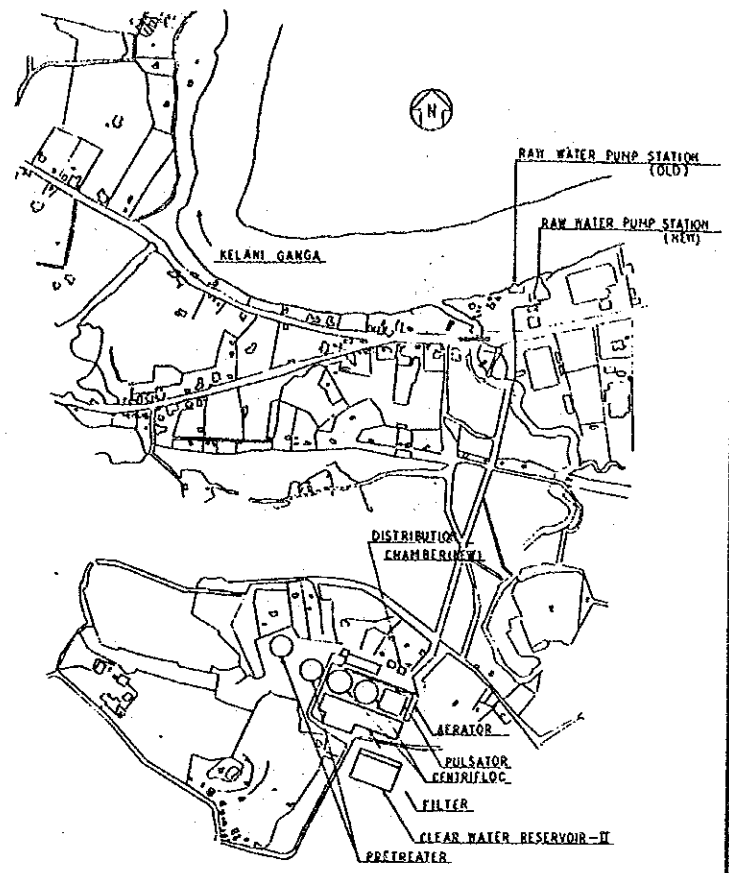 N
RAW WATER PUMP STATION
(OLD)
RAW WATER PUMP STATION
(NEW)
KELANI GANGA
DISTRIBUTION
CHAMBER(NEW)
AERATOR
PULSATOR
CENTRIFLOC
FILTER
CLEAR WATER RESERVOIR-II
PRETREATER